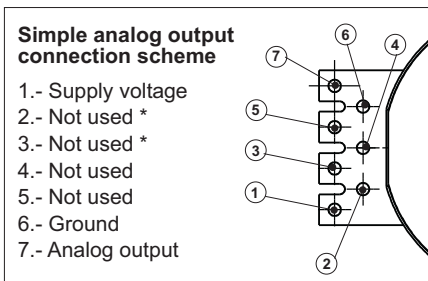 Simple analog output
connection scheme
1.- Supply voltage
2.- Not used *
3.- Not used *
4.- Not used
5.- Not used
6.- Ground
7.- Analog output
6
7
4
5
3
1
2